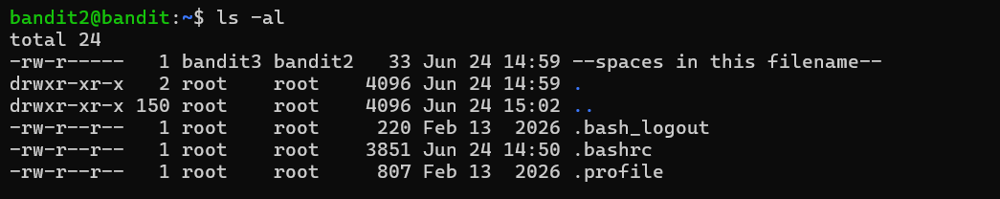 bandit2@bandit:~$ ls -al
total 24
-rw-r-----   1 bandit3 bandit2   33 Jun 24 14:59 --spaces in this filename--
drwxr-xr-x   2 root    root    4096 Jun 24 14:59 .
drwxr-xr-x 150 root    root    4096 Jun 24 15:02 ..
-rw-r--r--   1 root    root     220 Feb 13  2026 .bash_logout
-rw-r--r--   1 root    root    3851 Jun 24 14:50 .bashrc
-rw-r--r--   1 root    root     807 Feb 13  2026 .profile